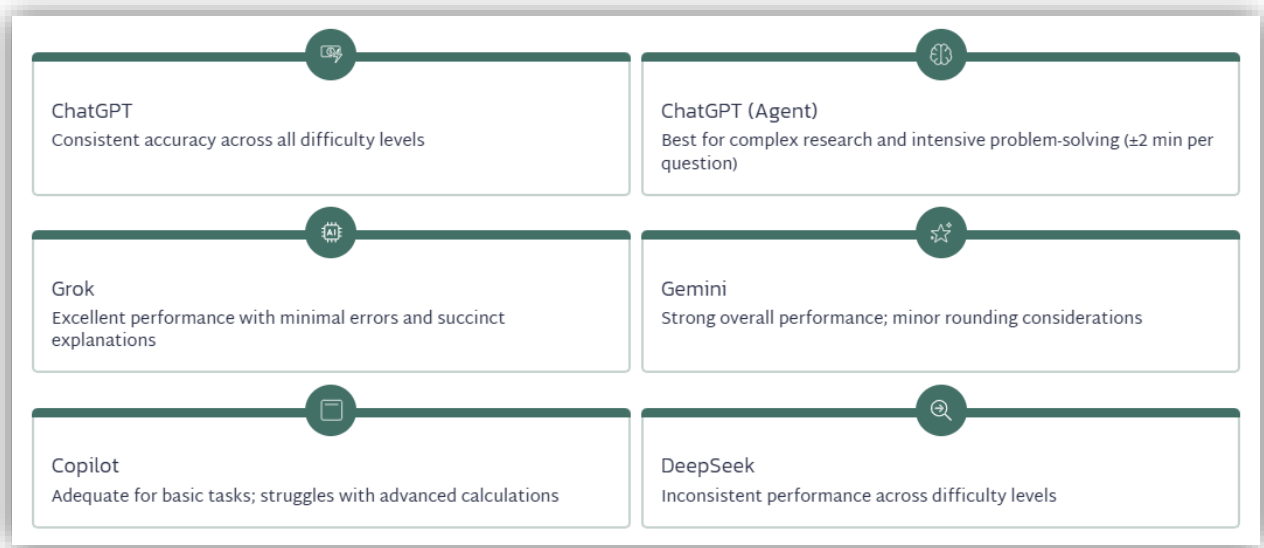 ChatGPT
Consistent accuracy across all difficulty levels
ChatGPT (Agent)
Best for complex research and intensive problem-solving (±2 min per
question)
AI
Grok
Excellent performance with minimal errors and succinct
explanations
Gemini
Strong overall performance; minor rounding considerations
Copilot
Adequate for basic tasks; struggles with advanced calculations
DeepSeek
Inconsistent performance across difficulty levels